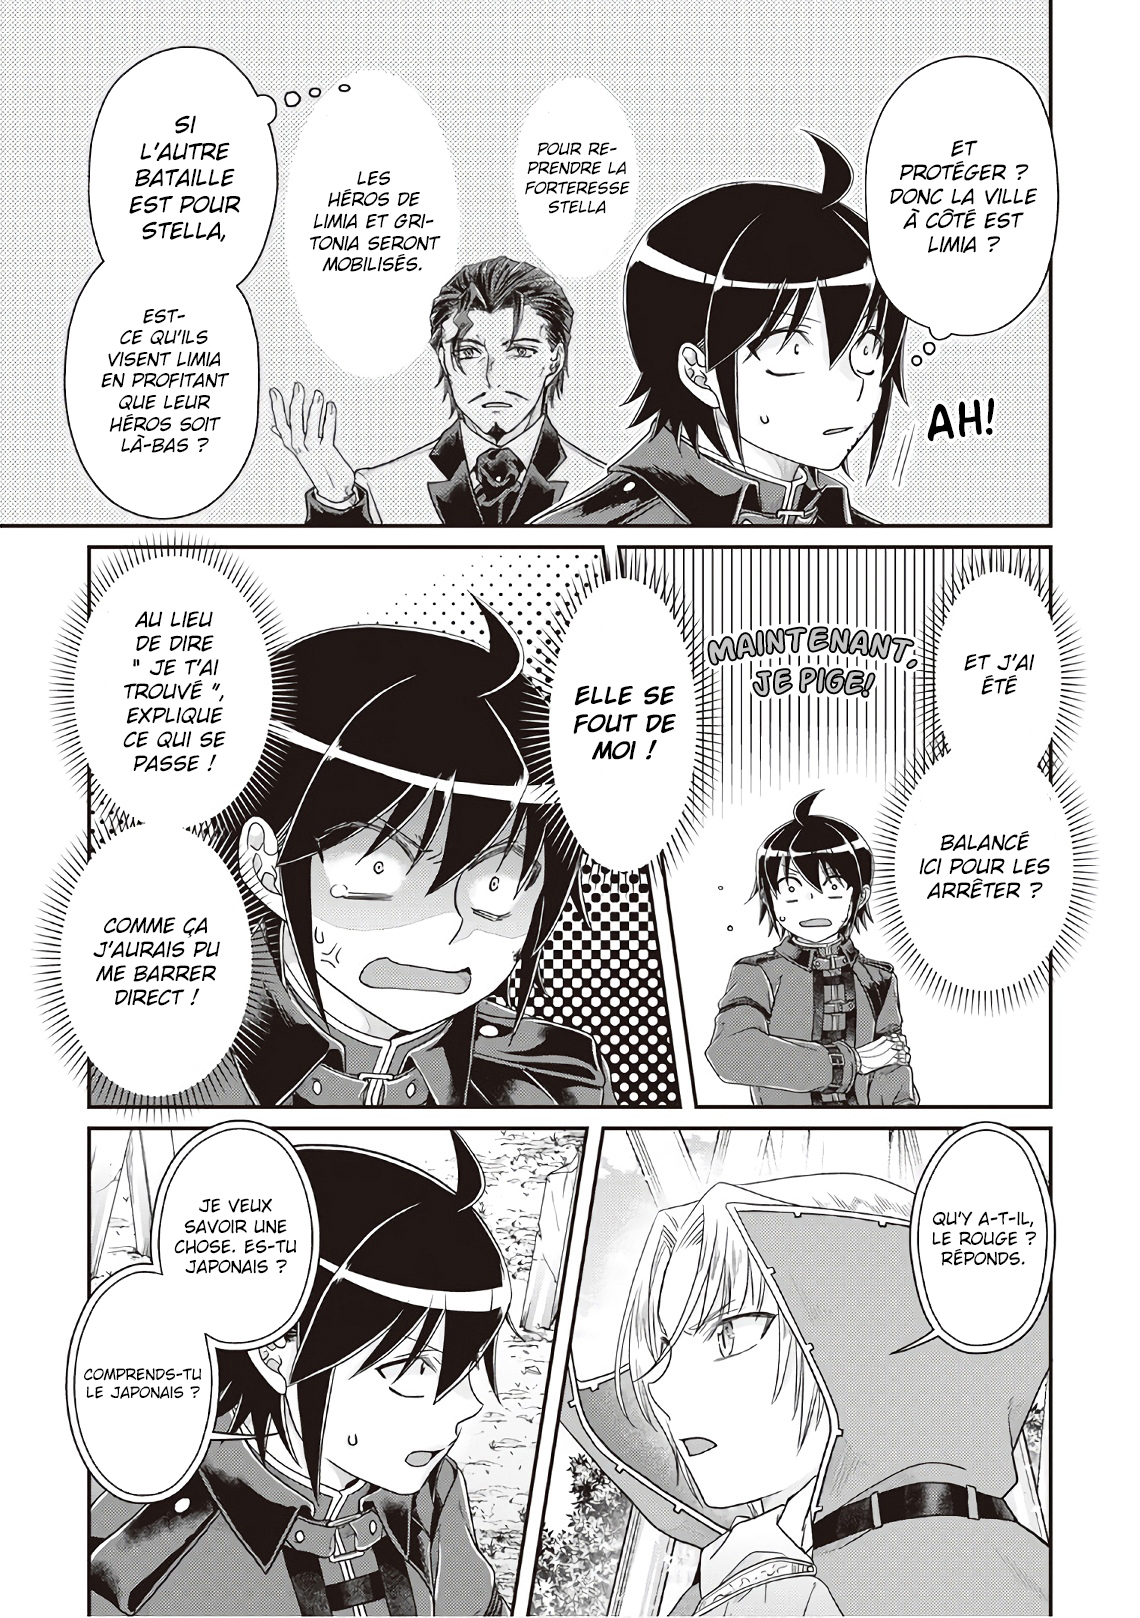 ET
PROTÉGER ?
DONC LA VILLE
À CÔTÉ EST
LIMIA ?
AH!
POUR RE-
PRENDRE LA
FORTERESSE
STELLA
LES
HÉROS DE
LIMIA ET GRI-
TONIA SERONT
MOBILISÉS.
SI
L'AUTRE
BATAILLE
EST POUR
STELLA,
EST-
CE QU'ILS
VISENT LIMIA
EN PROFITANT
QUE LEUR
HÉROS SOIT
LÀ-BAS ?
ET J'AI
ÉTÉ
BALANCÉ
ICI POUR LES
ARRÊTER ?
MAINTENANT,
JE PIGE!
ELLE SE
FOUT DE
MOI !
AU LIEU
DE DIRE
" JE T'AI
TROUVÉ ",
EXPLIQUE
CE QUI SE
PASSE !
COMME ÇA
J'AURAIS PU
ME BARRER
DIRECT !
QU'Y A-T-IL,
LE ROUGE ?
RÉPONDS.
JE VEUX
SAVOIR UNE
CHOSE. ES-TU
JAPONAIS ?
COMPRENDS-TU
LE JAPONAIS ?